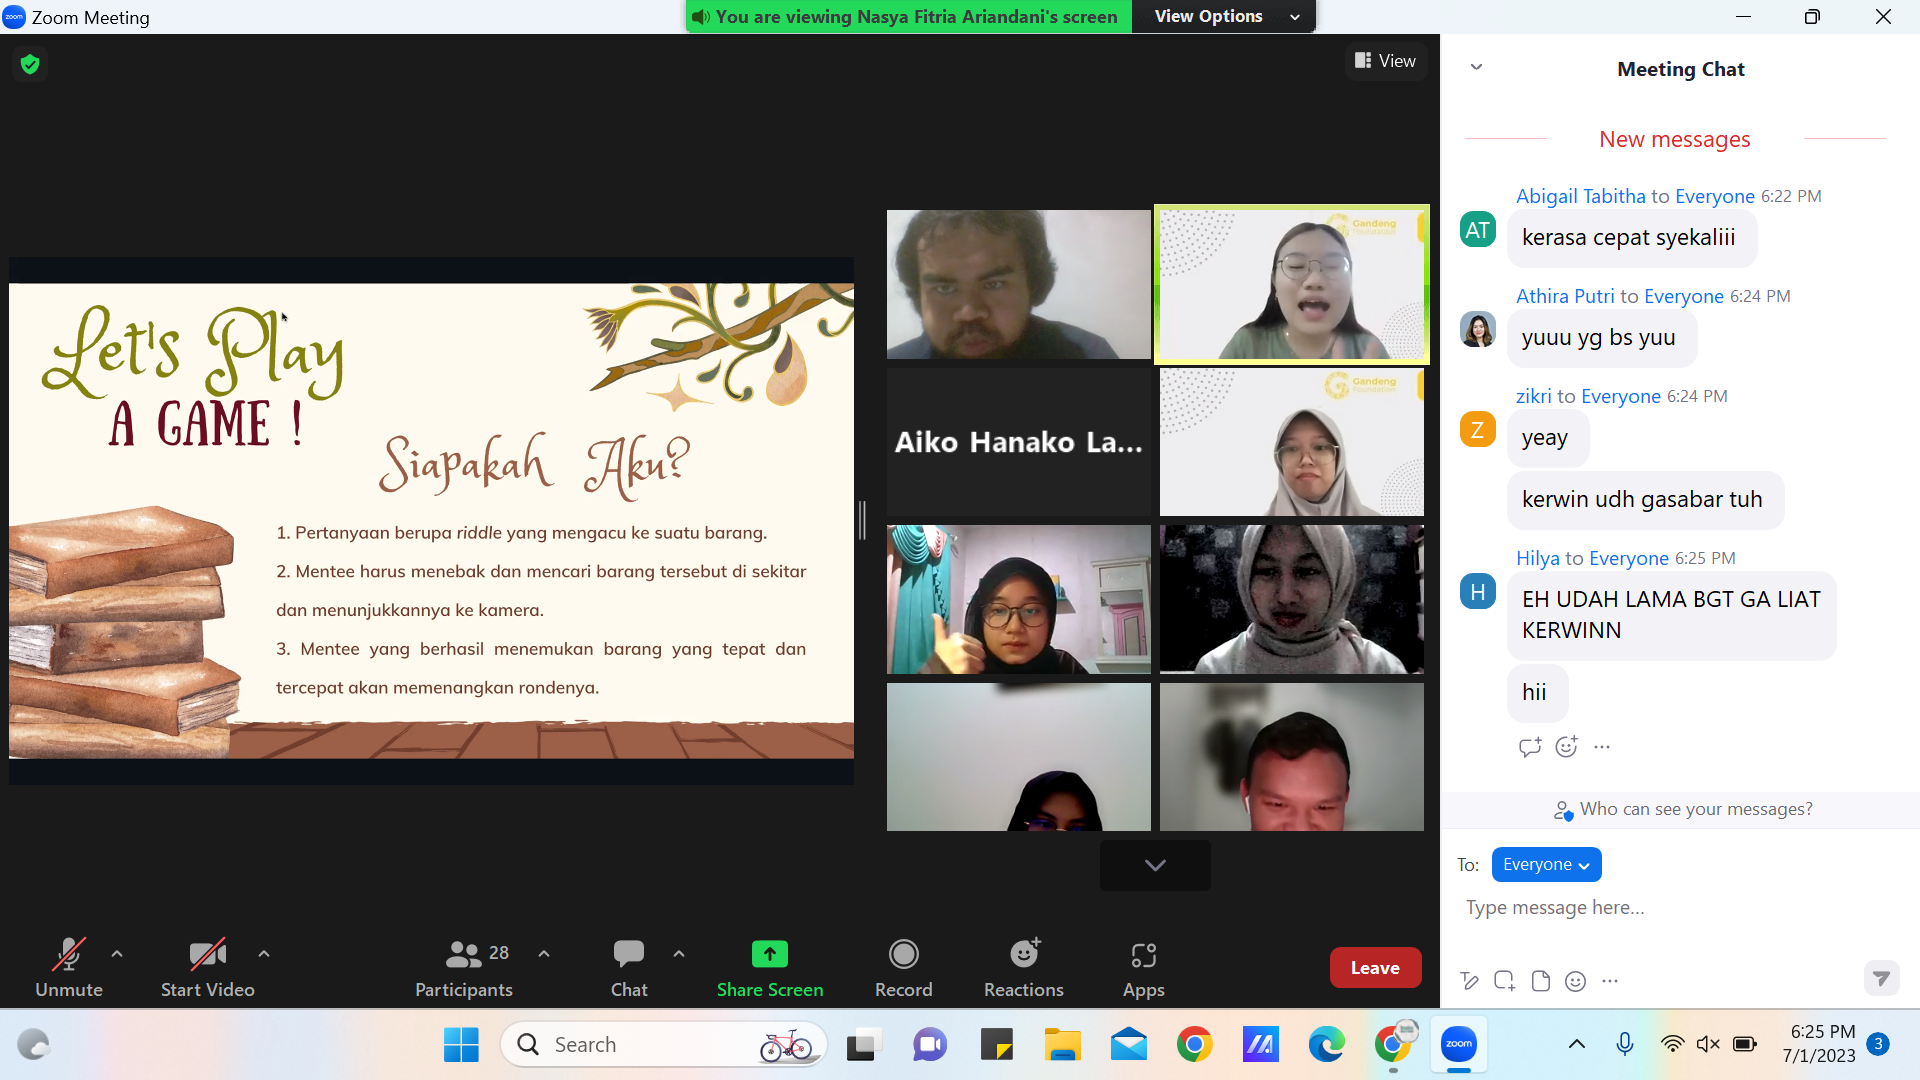 zoom Zoom Meeting
You are viewing Nasya Fitria Ariandani's screen
View Options
View
Let's Play
A GAME !
Siapakah Aku?
1. Pertanyaan berupa riddle yang mengacu ke suatu barang.
2. Mentee harus menebak dan mencari barang tersebut di sekitar
dan menunjukkannya ke kamera.
3. Mentee yang berhasil menemukan barang yang tepat dan
tercepat akan memenangkan rondenya.
Gandeng
Foundation
Aiko Hanako La...
Gandeng
Foundation
Meeting Chat
New messages
Abigail Tabitha to Everyone 6:22 PM
AT
kerasa cepat syekaliii
Athira Putri to Everyone 6:24 PM
yuuu yg bs yuu
zikri to Everyone 6:24 PM
Z
yeay
kerwin udh gasabar tuh
Hilya to Everyone 6:25 PM
H
EH UDAH LAMA BGT GA LIAT
KERWINN
hii
Who can see your messages?
To: Everyone
Type message here...
Unmute
Start Video
28
Participants
Chat
Share Screen
Record
Reactions
Apps
Leave
Search
zoom
6:25 PM
7/1/2023
3